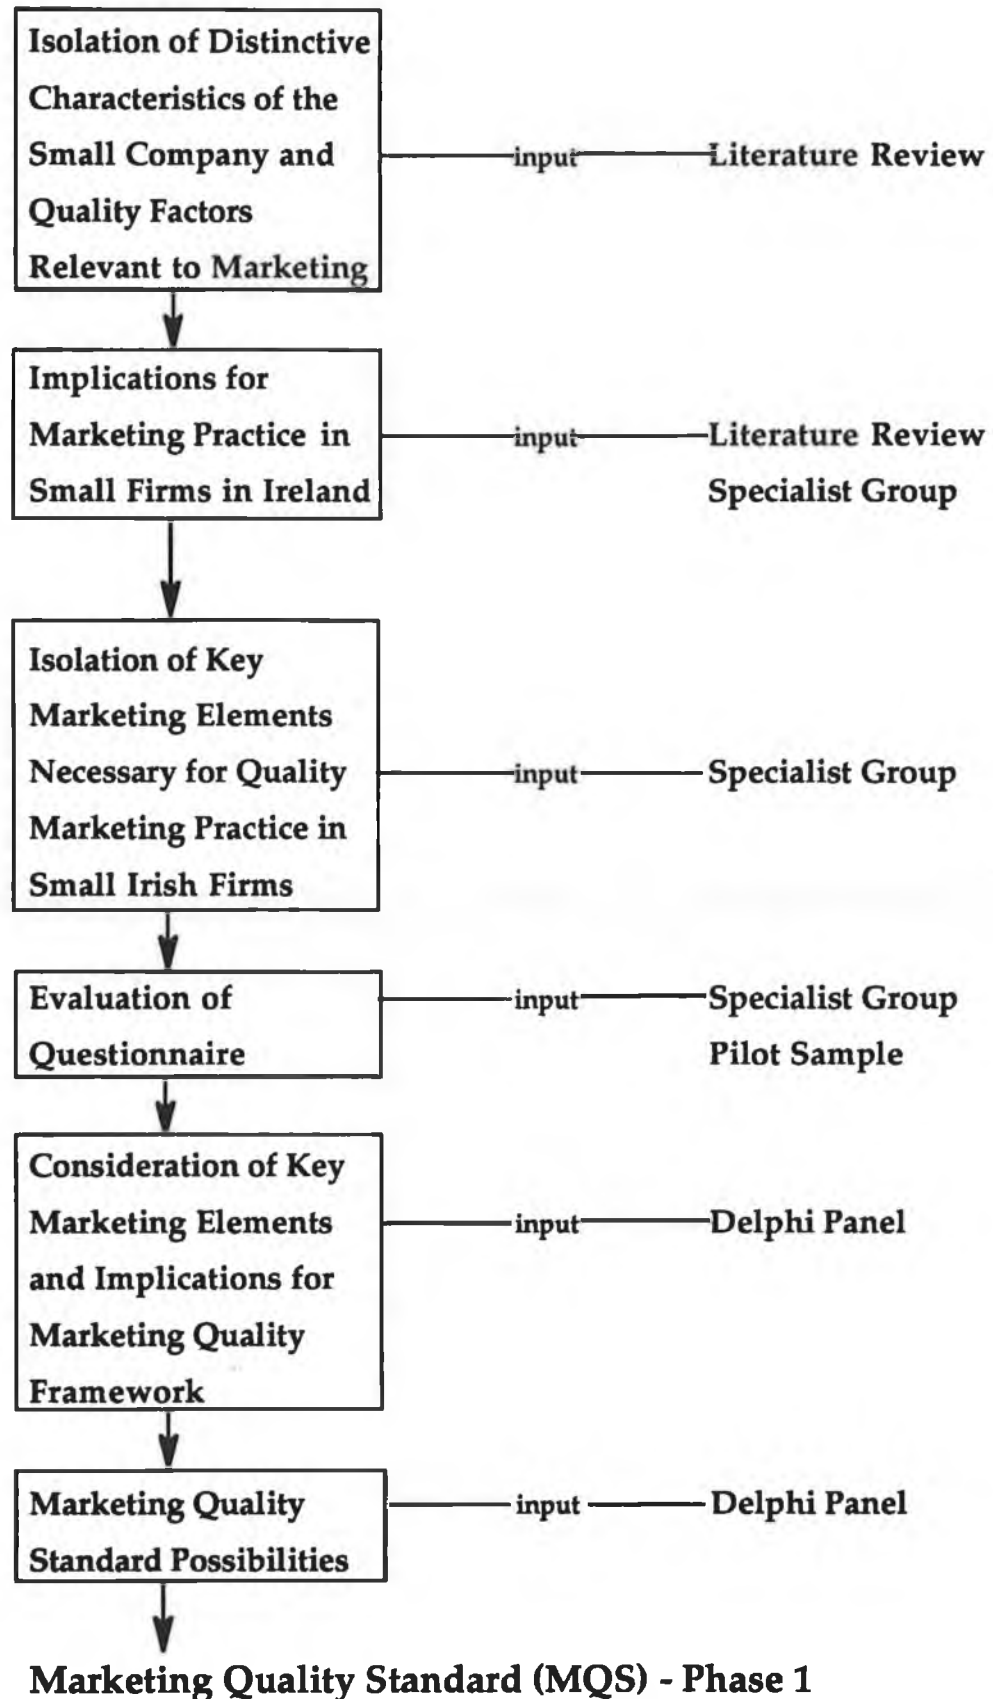 Isolation of Distinctive
Characteristics of the
Small Company and
Quality Factors
Relevant to Marketing
input
Literature Review
Implications for
Marketing Practice in
Small Firms in Ireland
input
Literature Review
Specialist Group
Isolation of Key
Marketing Elements
Necessary for Quality
Marketing Practice in
Small Irish Firms
input
Specialist Group
Evaluation of
Questionnaire
input
Specialist Group
Pilot Sample
Consideration of Key
Marketing Elements
and Implications for
Marketing Quality
Framework
input
Delphi Panel
Marketing Quality
Standard Possibilities
input
Delphi Panel
Marketing Quality Standard (MQS) - Phase 1